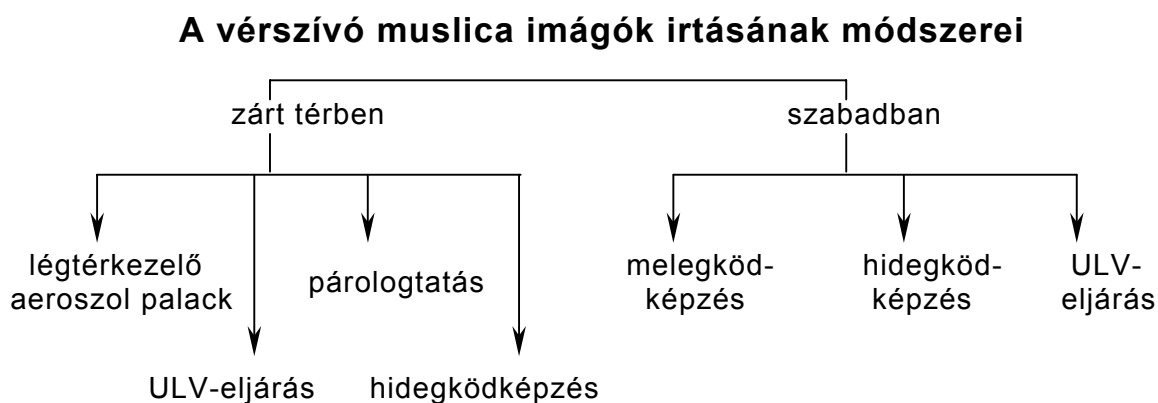 A vérszívó muslica imágók irtásának módszerei
zárt térben
szabadban
légtérkezelő
aeroszol palack
ULV-eljárás
párologtatás
hidegködképzés
melegköd-
képzés
hidegköd-
képzés
ULV-
eljárás